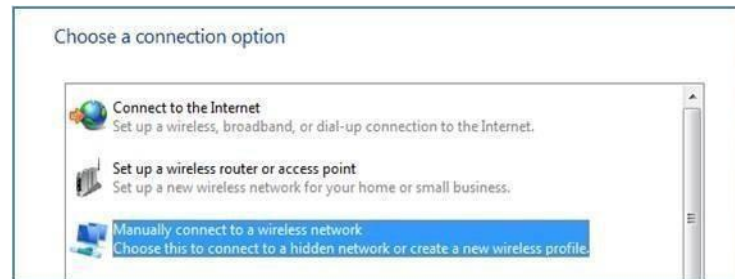 Choose a connection option
Connect to the Internet
Set up a wireless, broadband, or dial-up connection to the Internet.
Set up a wireless router or access point
Set up a new wireless network for your home or small business.
Manually connect to a wireless network
Choose this to connect to a hidden network or create a new wireless profile.